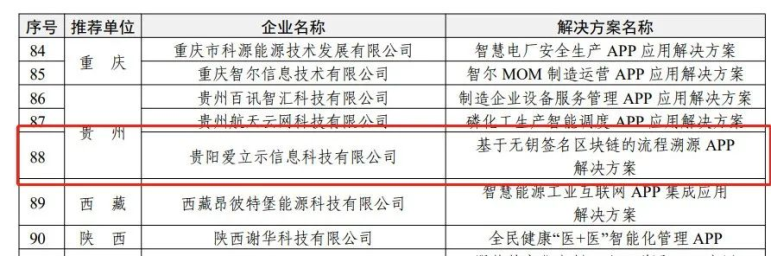 序号 推荐单位 企业名称 解决方案名称
84 重庆 重庆市科源能源技术发展有限公司 智慧电厂安全生产 APP 应用解决方案
85 重庆智尔信息技术有限公司 智尔 MOM 制造运营 APP 应用解决方案
86 贵州 贵州百讯智汇科技有限公司 制造企业设备服务管理 APP 应用解决方案
87 贵州航天云网科技有限公司 磷化工生产智能调度 APP 应用解决方案
88 贵阳爱立示信息科技有限公司 基于无钥签名区块链的流程溯源 APP
解决方案
89 西藏 西藏昂彼特堡能源科技有限公司 智慧能源工业互联网 APP 集成应用
解决方案
90 陕西 陕西谢华科技有限公司 全民健康“医+医”智能化管理 APP